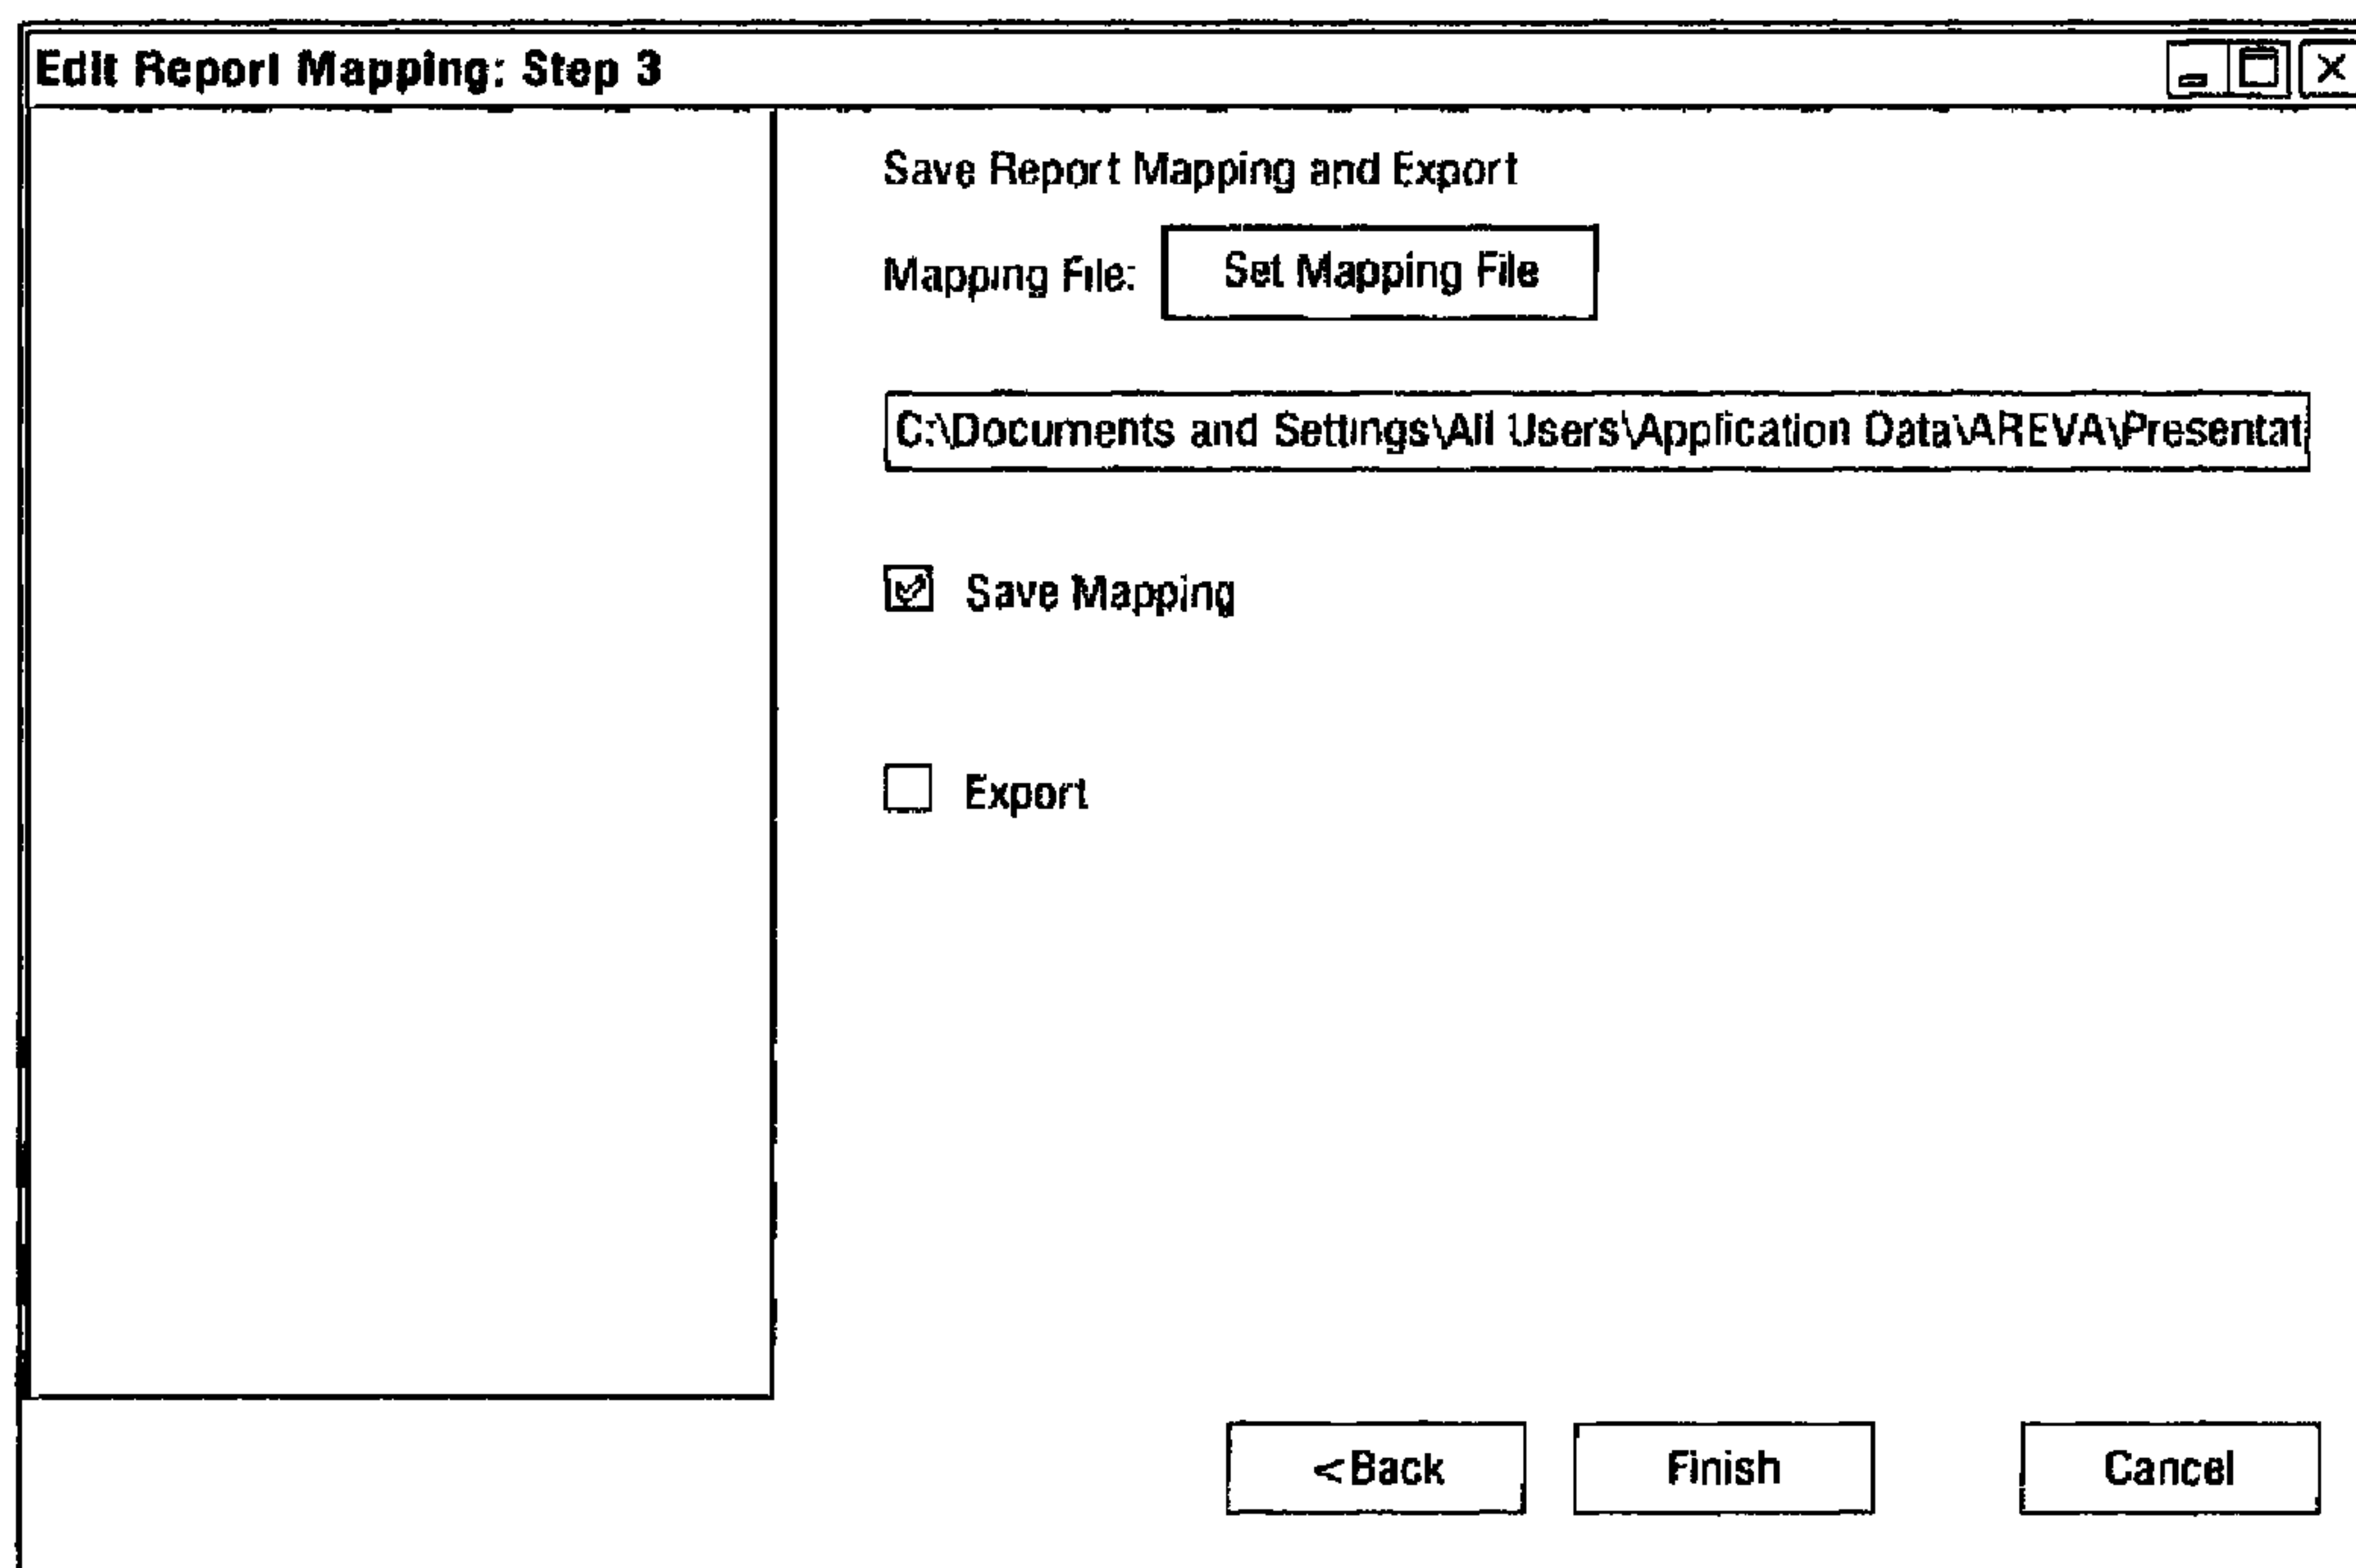 Edit Report Mapping: Step 3
Save Report Mapping and Export
Mapping File: Set Mapping File
C:\Documents and Settings\All Users\Application Data\AREVA\Presentat
Save Mapping
Export
<Back Finish Cancel